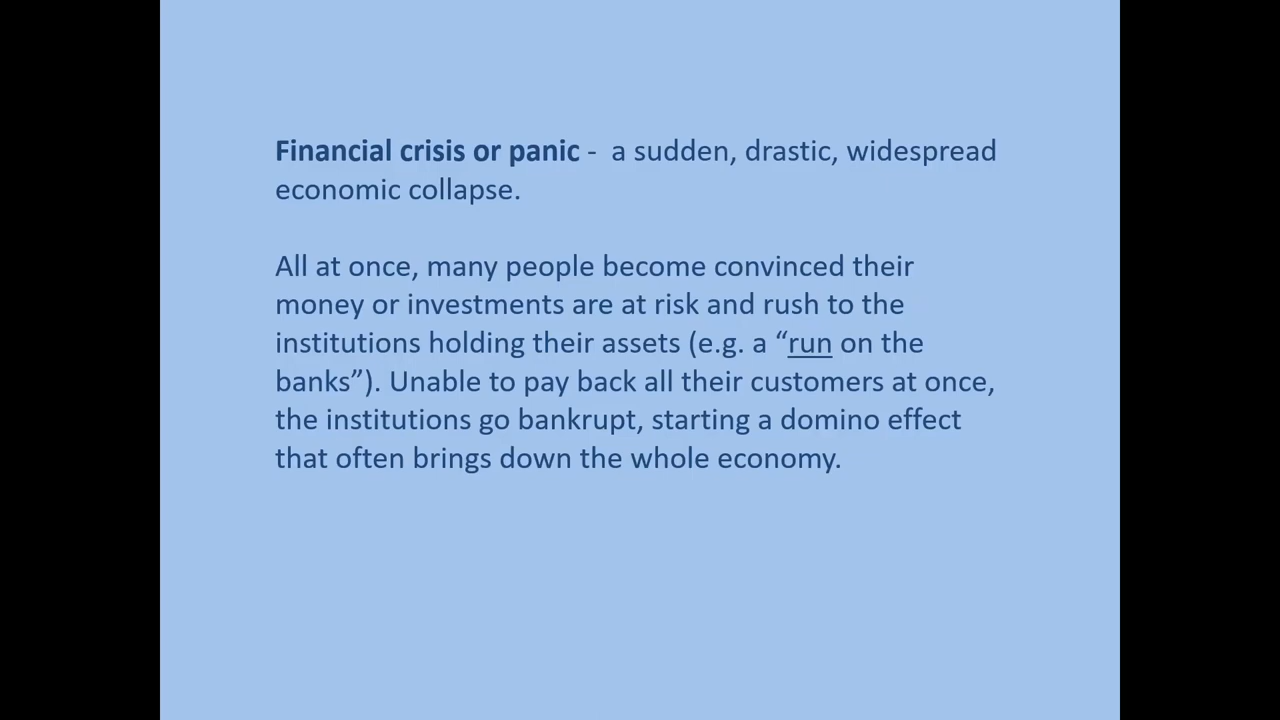 Financial crisis or panic -  a sudden, drastic, widespread
economic collapse.
All at once, many people become convinced their
money or investments are at risk and rush to the
institutions holding their assets (e.g. a “run on the
banks”). Unable to pay back all their customers at once,
the institutions go bankrupt, starting a domino effect
that often brings down the whole economy.